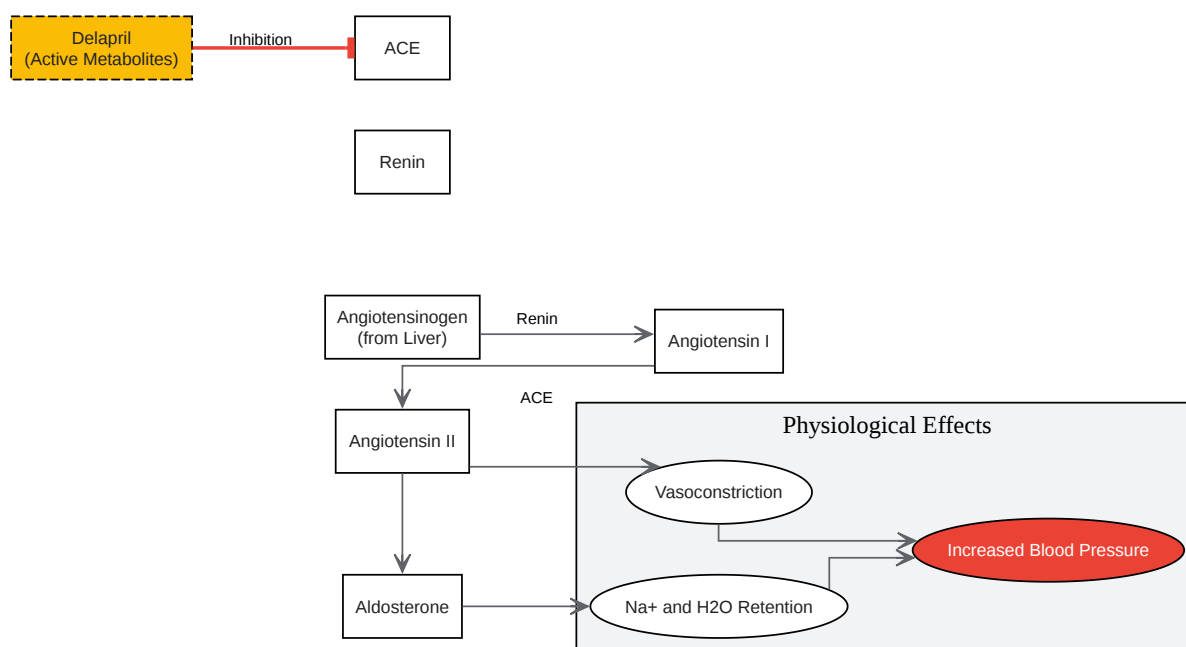 Delapril
(Active Metabolites)
Inhibition
ACE
Renin
Angiotensinogen
(from Liver)
Renin
Angiotensin I
ACE
Angiotensin II
Physiological Effects
Vasoconstriction
Increased Blood Pressure
Aldosterone
Na+ and H2O Retention